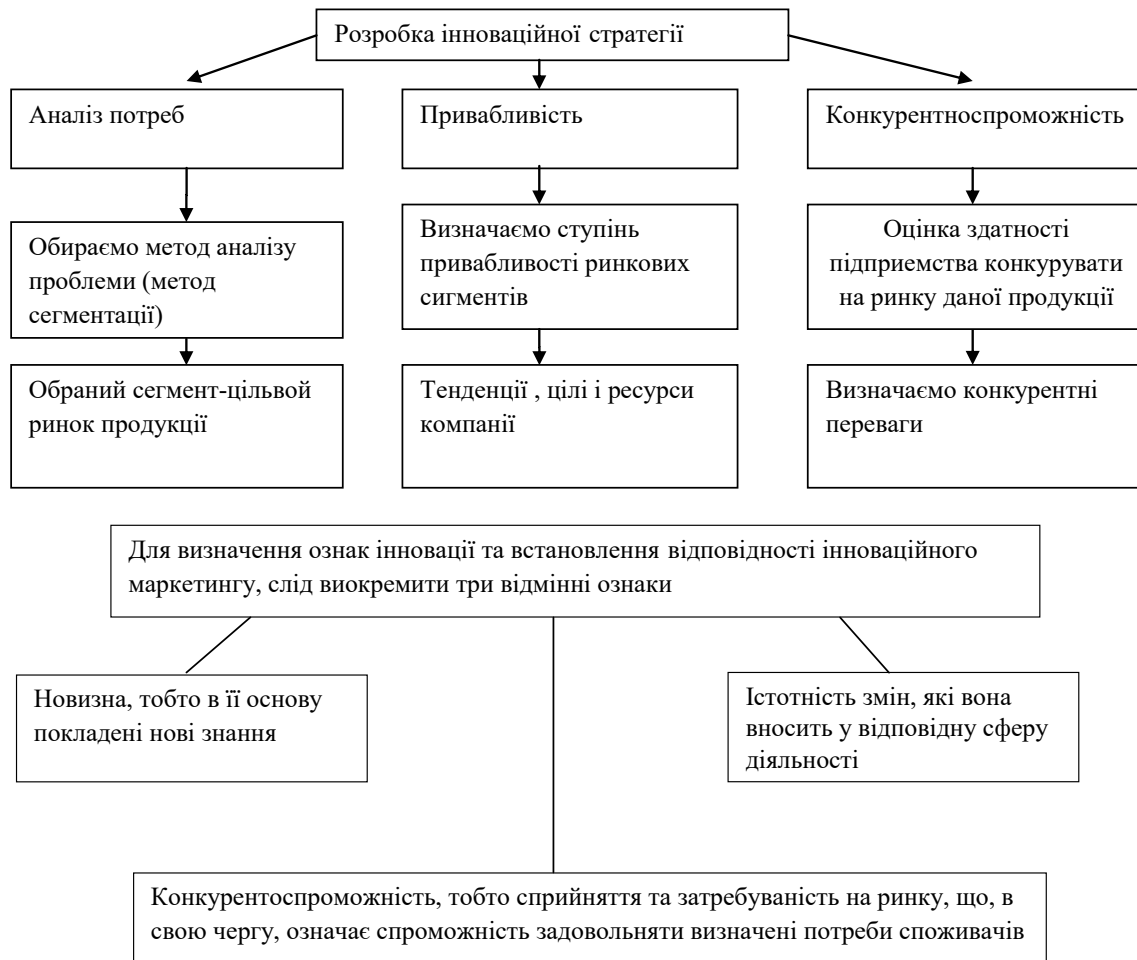 Розробка інноваційної стратегії
Аналіз потреб
Привабливість
Конкурентноспроможність
Обираємо метод аналізу
проблеми (метод
сегментації)
Визначаємо ступінь
привабливості ринкових
сигментів
Оцінка здатності
підприемства конкурувати
на ринку даної продукції
Обраний сегмент-цільвой
ринок продукції
Тенденції , цілі і ресурси
компанії
Визначаємо конкурентні
переваги
Для визначення ознак інновації та встановлення відповідності інноваційного
маркетингу, слід виокремити три відмінні ознаки
Новизна, тобто в її основу
покладені нові знання
Істотність змін, які вона
вносить у відповідну сферу
діяльності
Конкурентоспроможність, тобто сприйняття та затребуваність на ринку, що, в
свою чергу, означає спроможність задовольняти визначені потреби споживачів